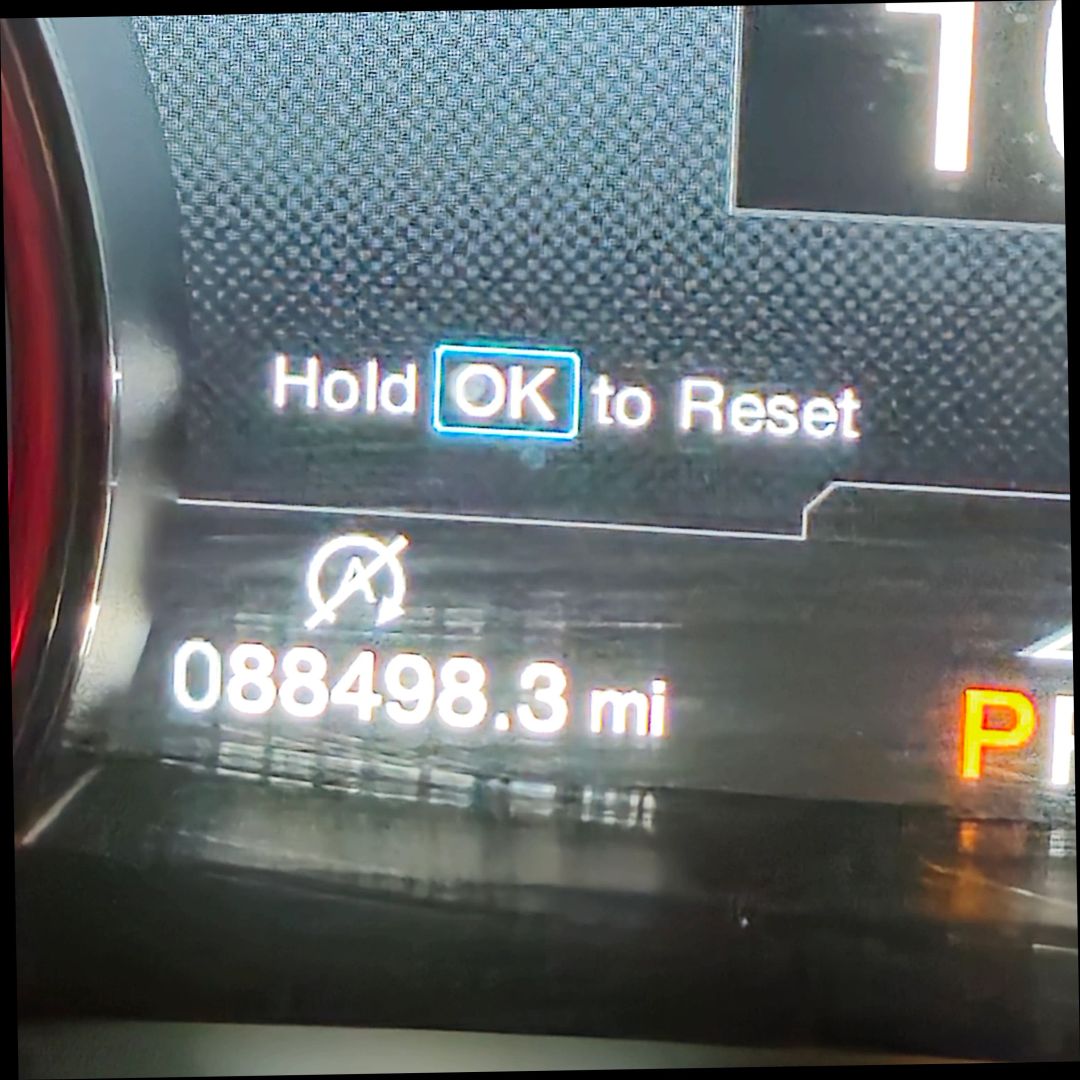 Hold OK to Reset
A
088498.3 mi
P